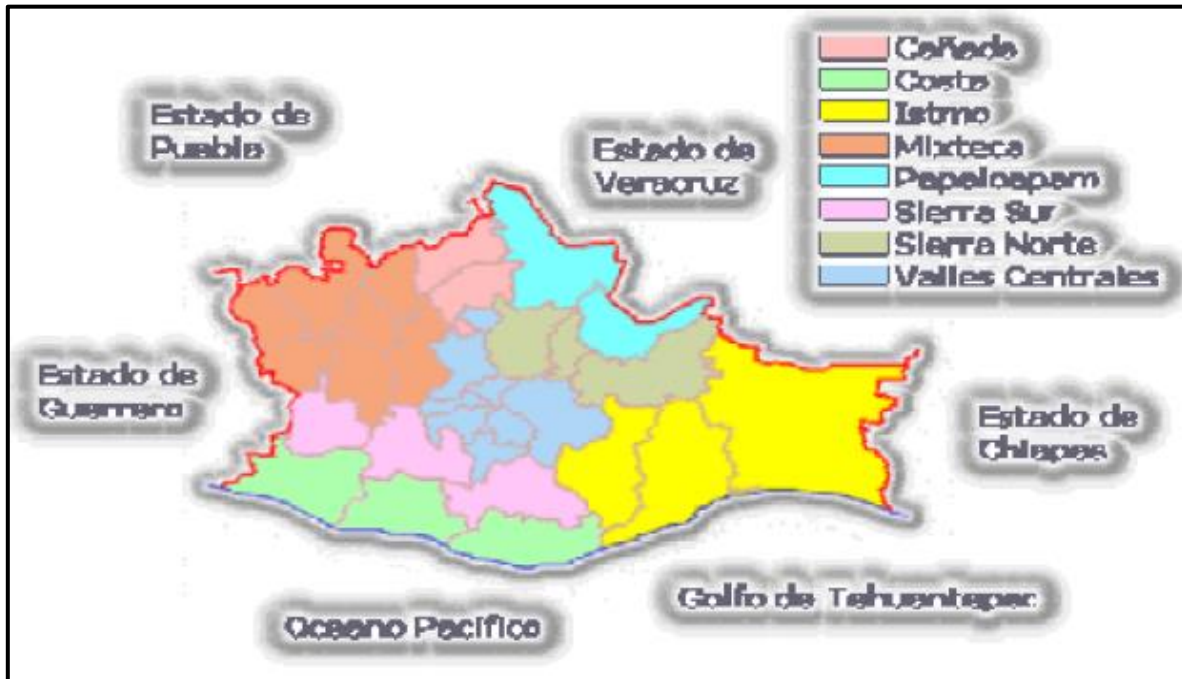 Cañada
Costa
Istmo
Mixteca
Papaloapam
Sierra Sur
Sierra Norte
Valles Centrales
Estado de
Puebla
Estado de
Veracruz
Estado de
Guerrero
Estado de
Chiapas
Golfo de Tehuantepec
Oceano Pacífico